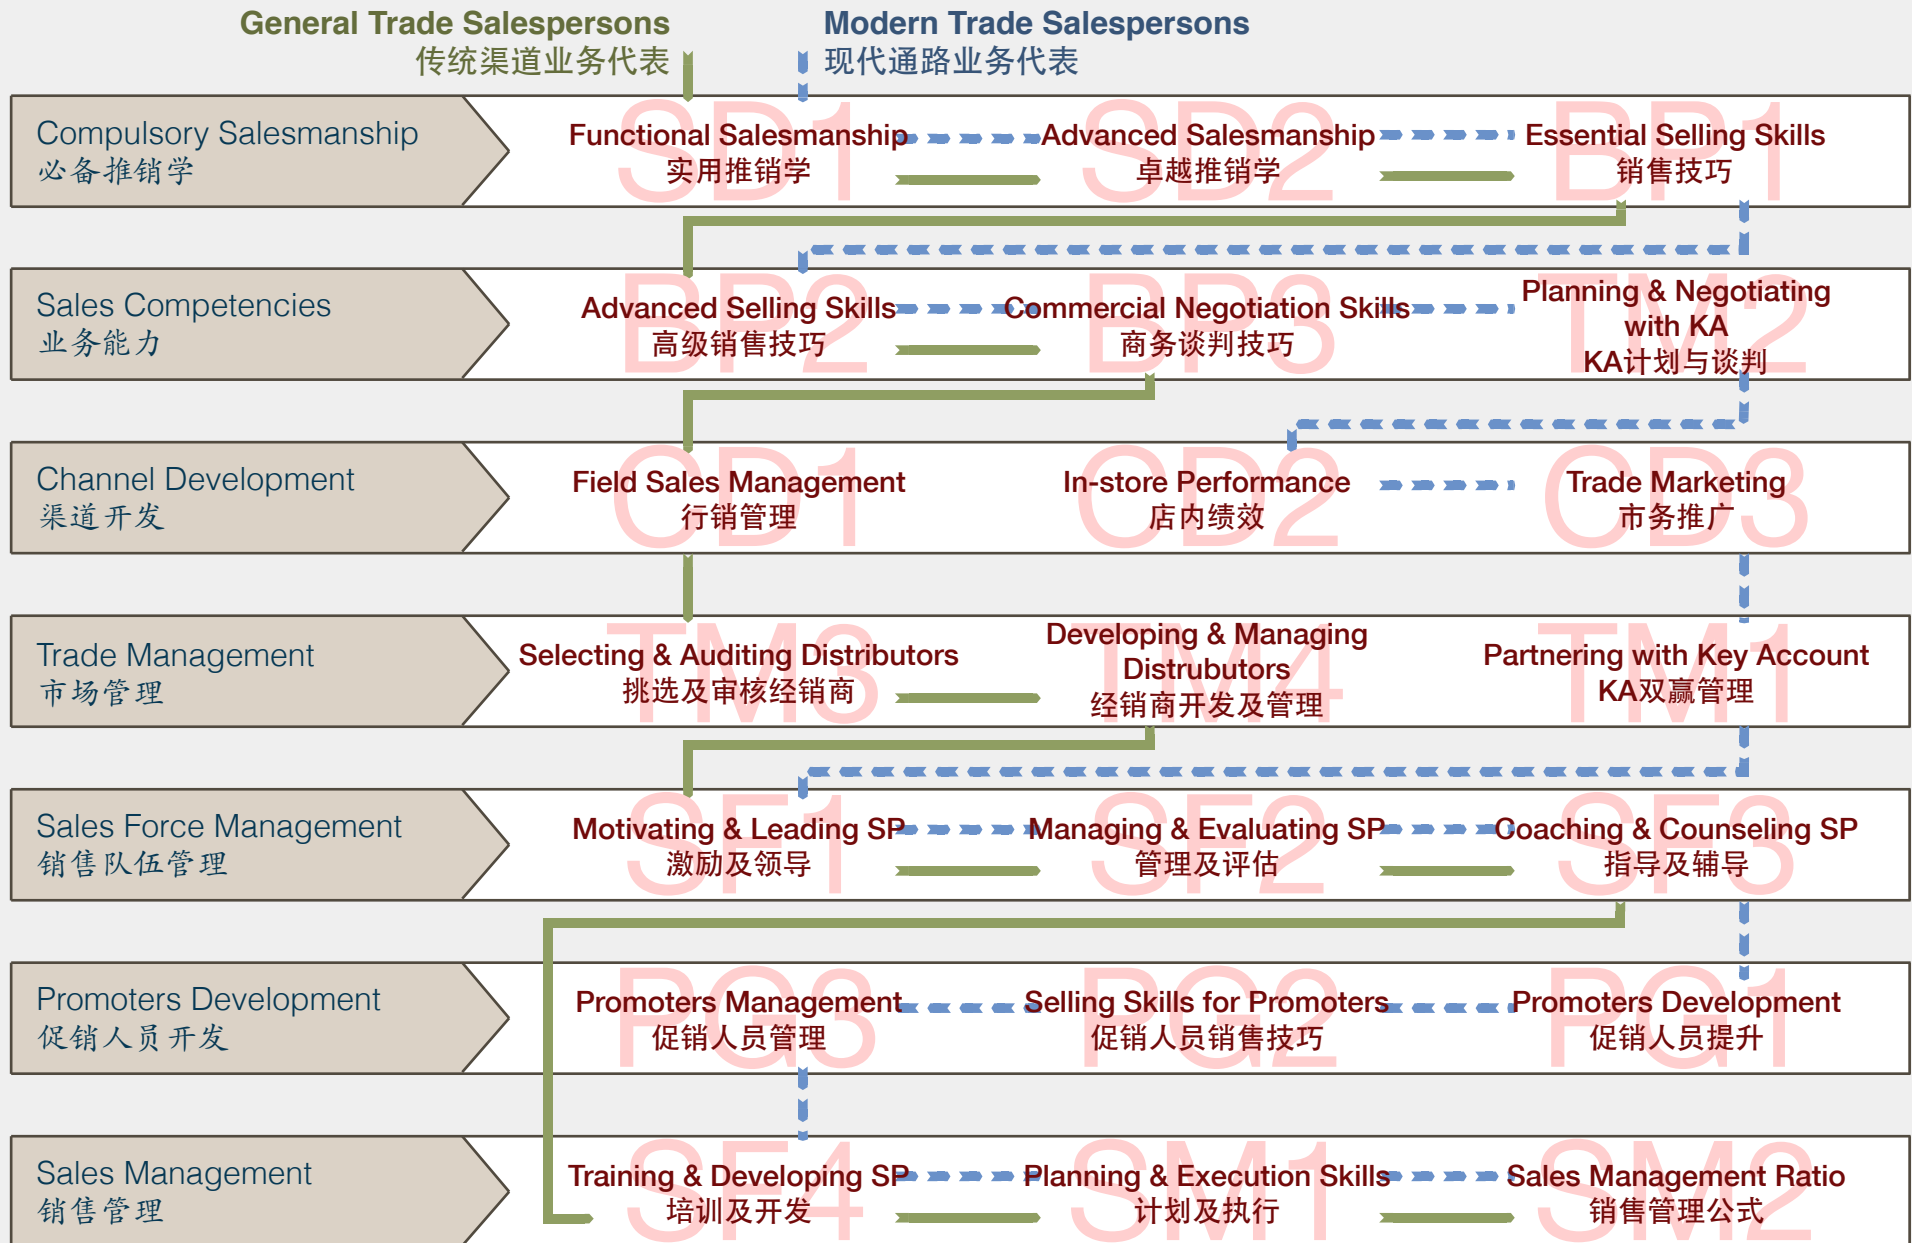 General Trade Salespersons
传统渠道业务代表
Modern Trade Salespersons
现代通路业务代表
Compulsory Salesmanship
必备推销学
SD1
Functional Salesmanship
实用推销学
SD2
Advanced Salesmanship
卓越推销学
BP1
Essential Selling Skills
销售技巧
Sales Competencies
业务能力
BP2
Advanced Selling Skills
高级销售技巧
BP3
Commercial Negotiation Skills
商务谈判技巧
TM2
Planning & Negotiating
with KA
KA计划与谈判
Channel Development
渠道开发
CD1
Field Sales Management
行销管理
CD2
In-store Performance
店内绩效
CD3
Trade Marketing
市务推广
Trade Management
市场管理
TM3
Selecting & Auditing Distributors
挑选及审核经销商
TM4
Developing & Managing
Distrubutors
经销商开发及管理
TM1
Partnering with Key Account
KA双赢管理
Sales Force Management
销售队伍管理
SF1
Motivating & Leading SP
激励及领导
SF2
Managing & Evaluating SP
管理及评估
SF3
Coaching & Counseling SP
指导及辅导
Promoters Development
促销人员开发
PG3
Promoters Management
促销人员管理
PG2
Selling Skills for Promoters
促销人员销售技巧
PG1
Promoters Development
促销人员提升
Sales Management
销售管理
SF4
Training & Developing SP
培训及开发
SM1
Planning & Execution Skills
计划及执行
SM2
Sales Management Ratio
销售管理公式